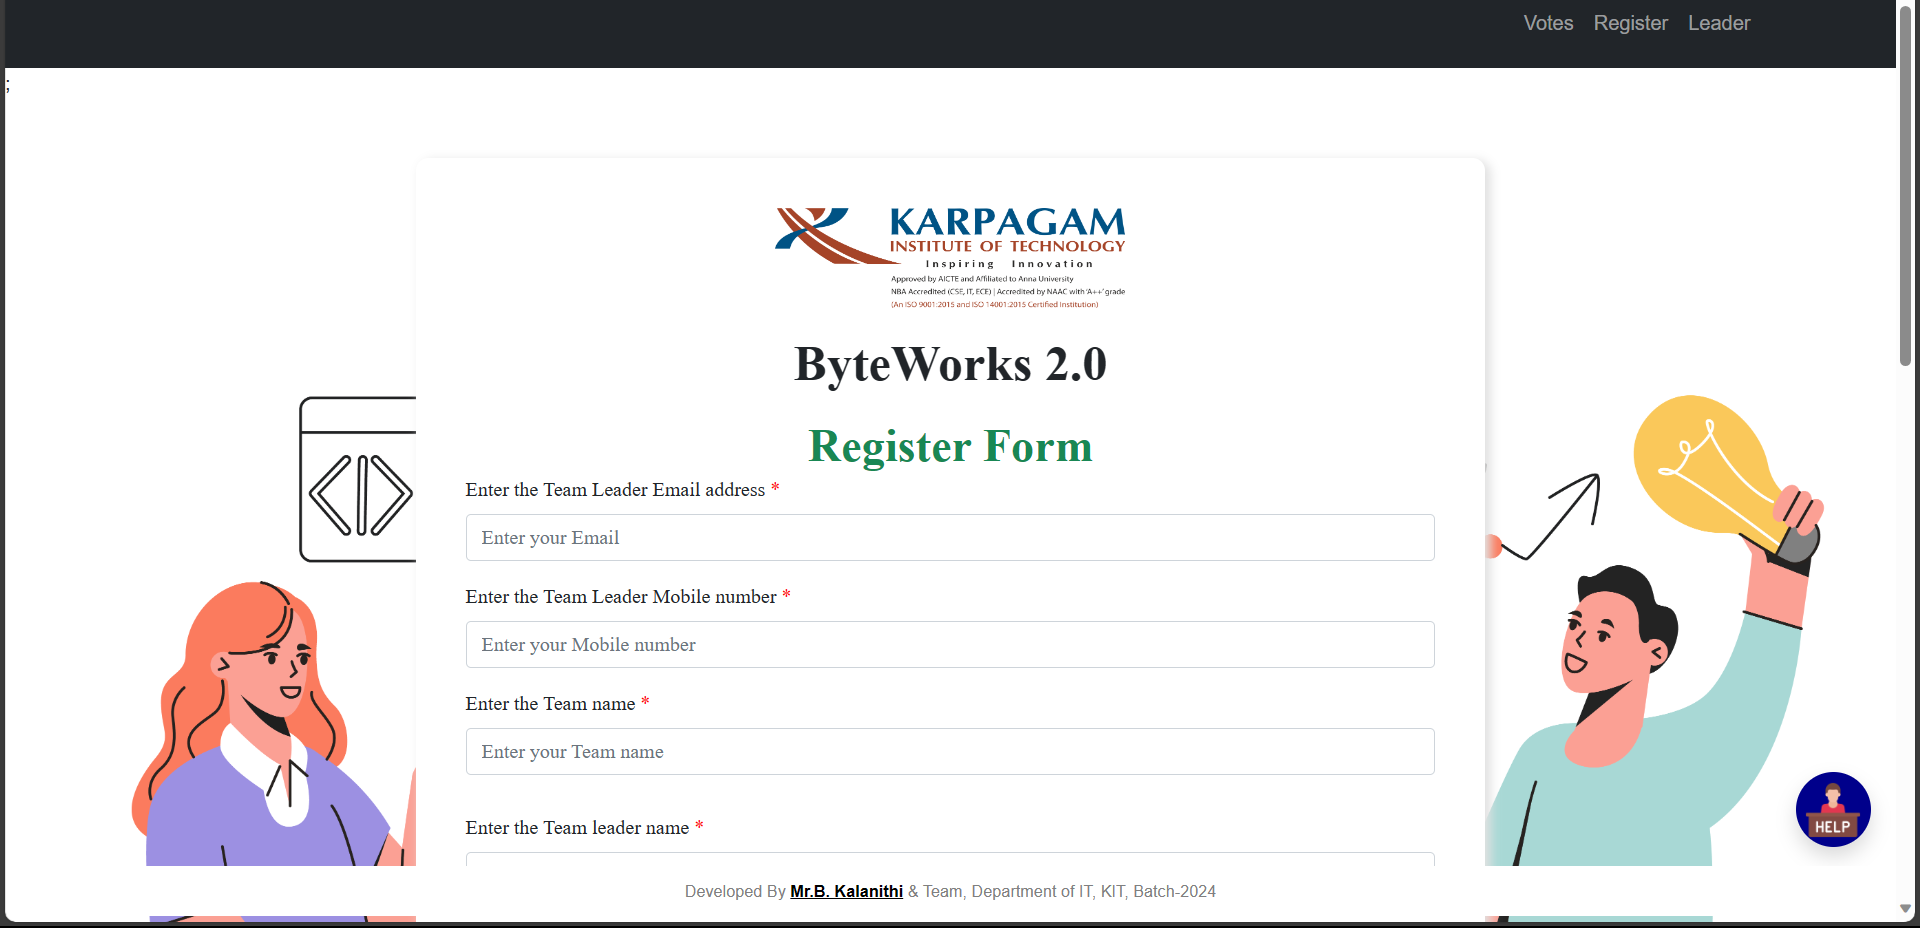 Votes Register Leader
;
KARPAGAM
INSTITUTE OF TECHNOLOGY
Inspiring Innovation
Approved by AICTE and Affiliated to Anna University
NBA Accredited (CSE, IT, ECE) | Accredited by NAAC with 'A++' grade
(An ISO 9001:2015 and ISO 14001:2015 Certified Institution)
ByteWorks 2.0
Register Form
Enter the Team Leader Email address *
Enter your Email
Enter the Team Leader Mobile number *
Enter your Mobile number
Enter the Team name *
Enter your Team name
Enter the Team leader name *
HELP
Developed By Mr.B. Kalanithi & Team, Department of IT, KIT, Batch-2024